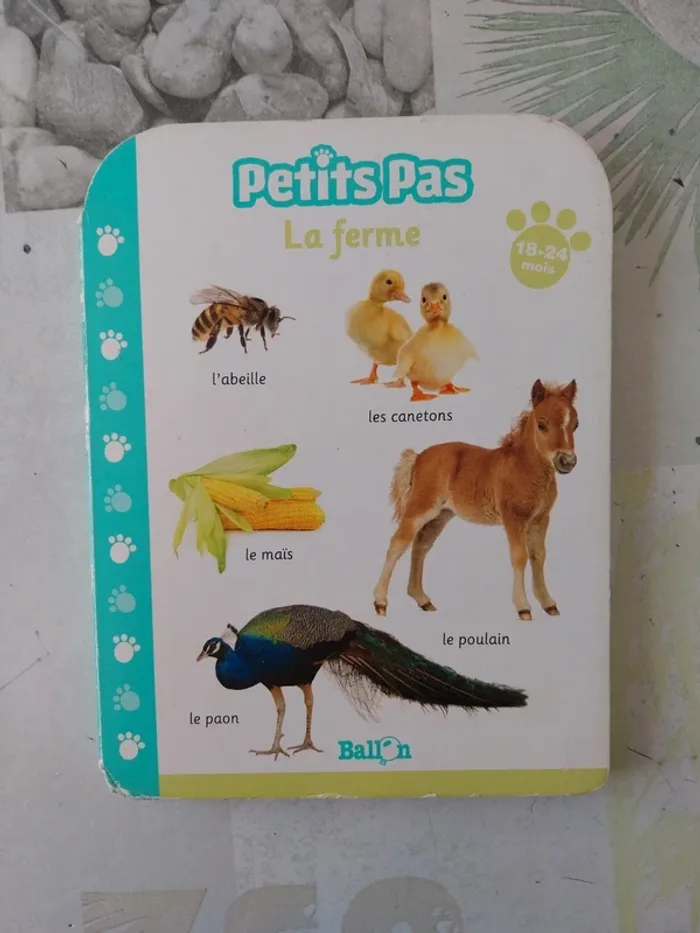 Petits Pas
La ferme
18-24
mois
l'abeille
les canetons
le maïs
le poulain
le paon
Ballon